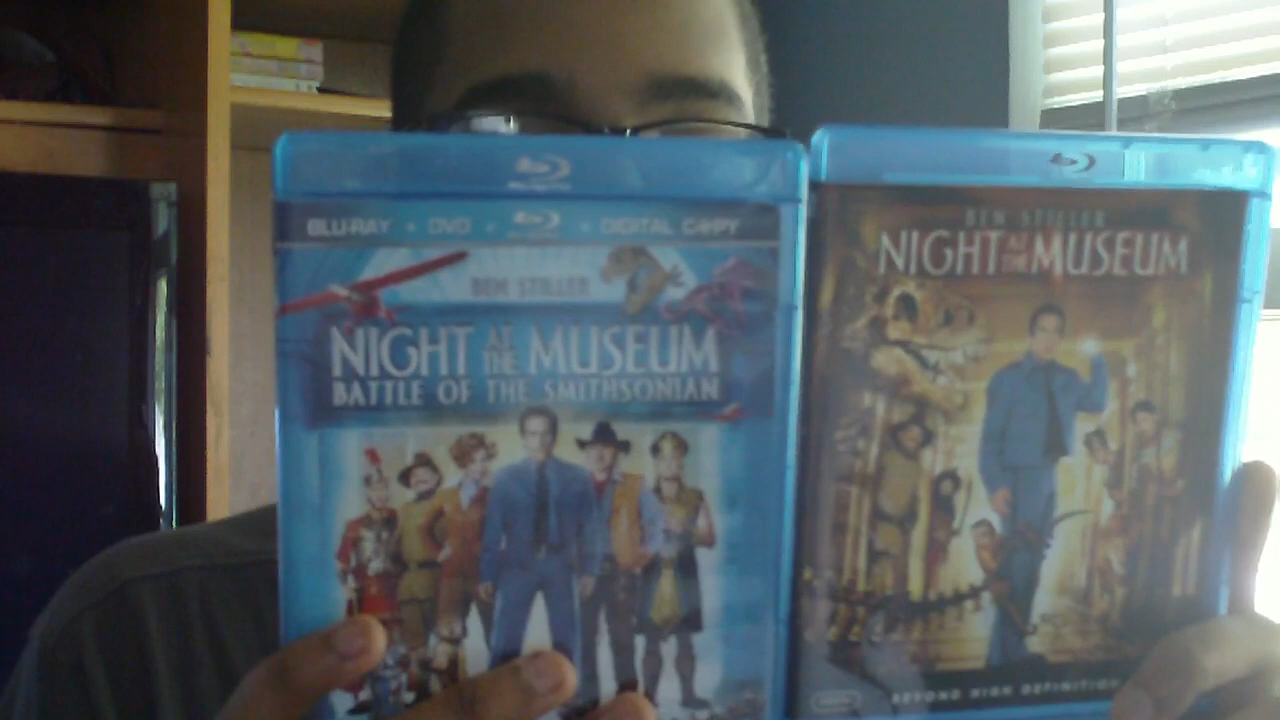 BLU-RAY + DVD + + DIGITAL COPY
BEN STILLER
NIGHT AT THE MUSEUM
BATTLE OF THE SMITHSONIAN
BEN STILLER
NIGHT AT THE MUSEUM
BEYOND HIGH DEFINITION